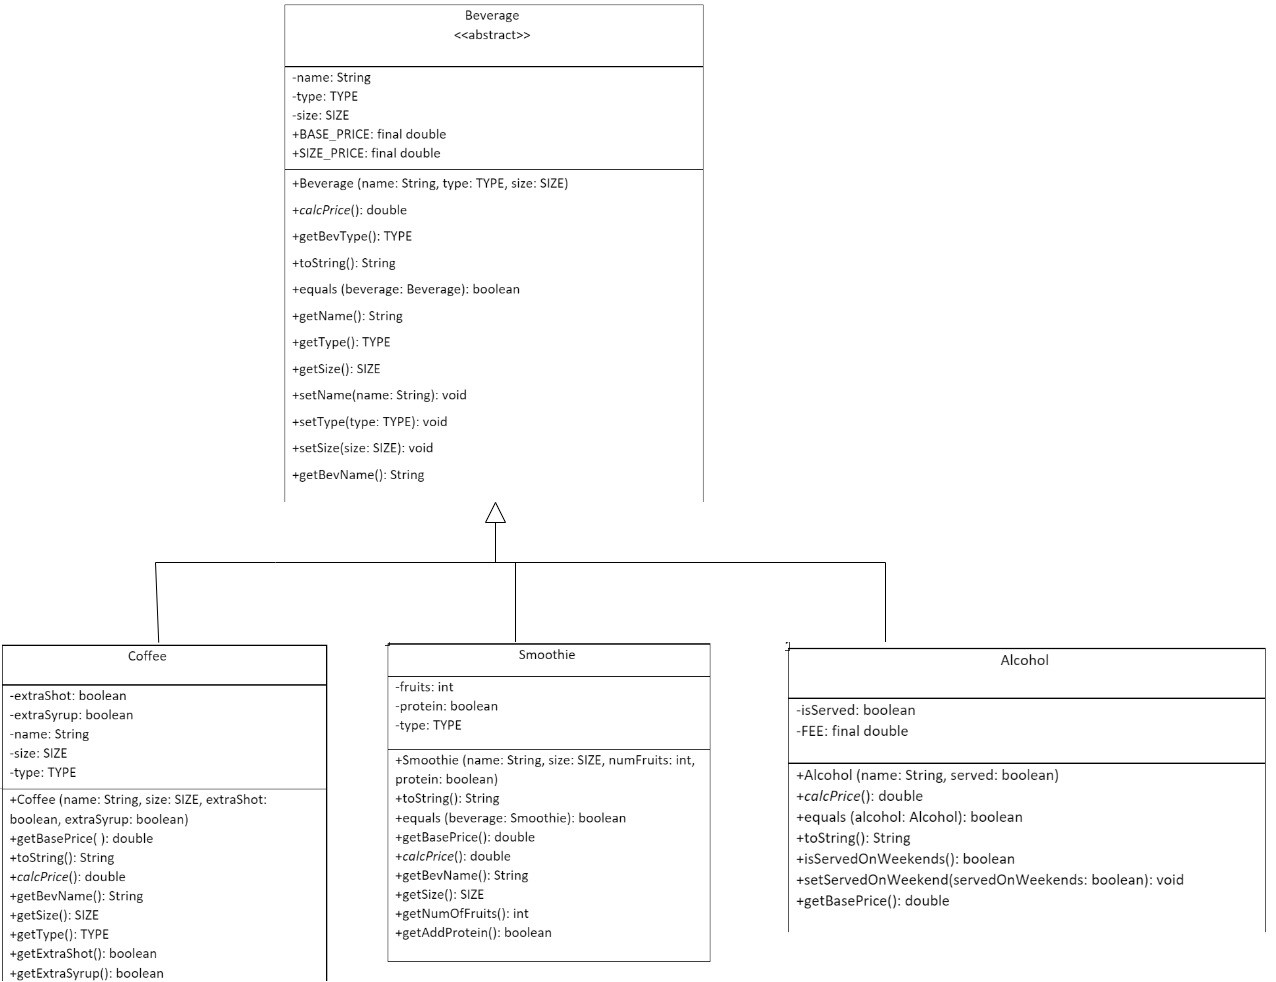 Beverage
<<abstract>>
-name: String
-type: TYPE
-size: SIZE
+BASE_PRICE: final double
+SIZE_PRICE: final double
+Beverage (name: String, type: TYPE, size: SIZE)
+calcPrice(): double
+getBevType(): TYPE
+toString(): String
+equals (beverage: Beverage): boolean
+getName(): String
+getType(): TYPE
+getSize(): SIZE
+setName(name: String): void
+setType(type: TYPE): void
+setSize(size: SIZE): void
+getBevName(): String
Coffee
-extraShot: boolean
-extraSyrup: boolean
-name: String
-size: SIZE
-type: TYPE
+Coffee (name: String, size: SIZE, extraShot:
boolean, extraSyrup: boolean)
+getBasePrice( ): double
+toString(): String
+calcPrice(): double
+getBevName(): String
+getSize(): SIZE
+getType(): TYPE
+getExtraShot(): boolean
+getExtraSyrup(): boolean
Smoothie
-fruits: int
-protein: boolean
-type: TYPE
+Smoothie (name: String, size: SIZE, numFruits: int,
protein: boolean)
+toString(): String
+equals (beverage: Smoothie): boolean
+getBasePrice(): double
+calcPrice(): double
+getBevName(): String
+getSize(): SIZE
+getNumOfFruits(): int
+getAddProtein(): boolean
Alcohol
-isServed: boolean
-FEE: final double
+Alcohol (name: String, served: boolean)
+calcPrice(): double
+equals (alcohol: Alcohol): boolean
+toString(): String
+isServedOnWeekends(): boolean
+setServedOnWeekend(servedOnWeekends: boolean): void
+getBasePrice(): double